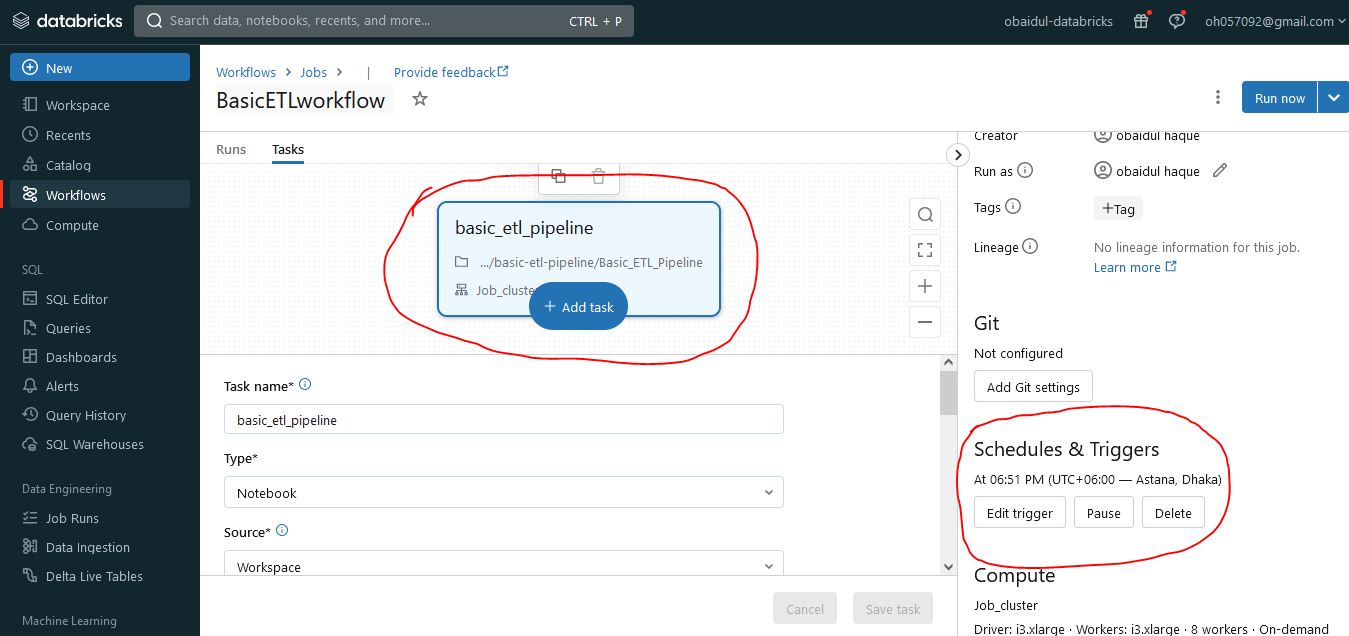 databricks
Search data, notebooks, recents, and more... CTRL + P
obaidul-databricks
oh057092@gmail.com
New
Workspace
Recents
Catalog
Workflows
Compute
SQL
SQL Editor
Queries
Dashboards
Alerts
Query History
SQL Warehouses
Data Engineering
Job Runs
Data Ingestion
Delta Live Tables
Machine Learning
Workflows > Jobs > | Provide feedback
BasicETLworkflow
Run now
Runs Tasks
basic_etl_pipeline
.../basic-etl-pipeline/Basic_ETL_Pipeline
Job_cluste
+ Add task
Task name*
basic_etl_pipeline
Type*
Notebook
Source*
Workspace
Cancel Save task
Creator obaidul haque
Run as obaidul haque
Tags +Tag
Lineage No lineage information for this job.
Learn more
Git
Not configured
Add Git settings
Schedules & Triggers
At 06:51 PM (UTC+06:00 — Astana, Dhaka)
Edit trigger Pause Delete
Compute
Job_cluster
Driver: i3.xlarge · Workers: i3.xlarge · 8 workers · On-demand